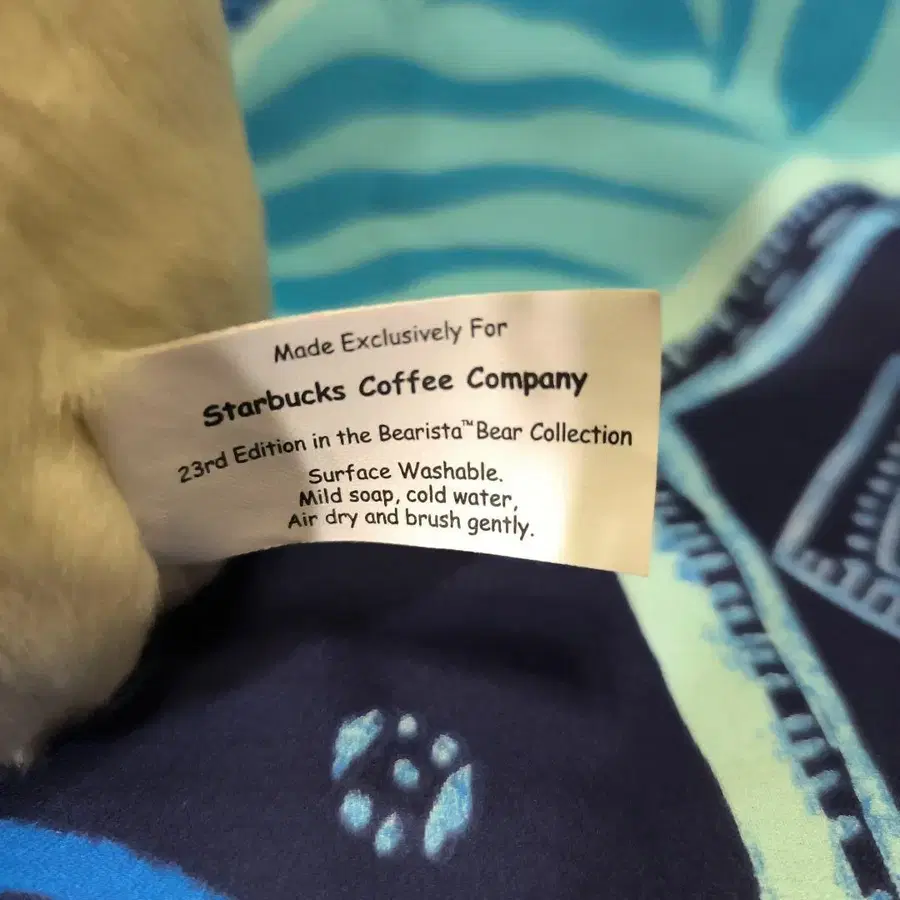 Made Exclusively For
Starbucks Coffee Company
23rd Edition in the Bearista™ Bear Collection
Surface Washable.
Mild soap, cold water,
Air dry and brush gently.